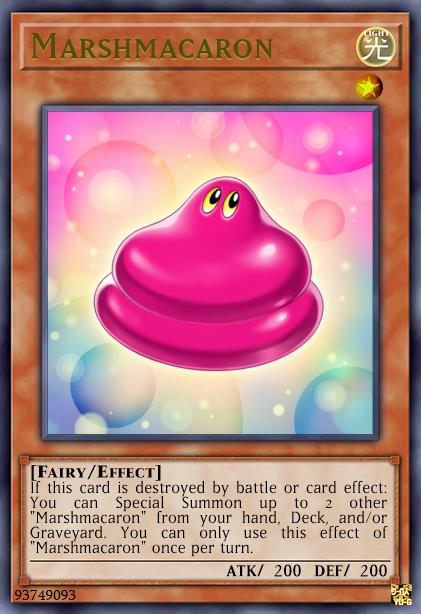 MARSHMACARON
LIGHT
光
[FAIRY/EFFECT]
If this card is destroyed by battle or card effect:
You can Special Summon up to 2 other
"Marshmacaron" from your hand, Deck, and/or
Graveyard. You can only use this effect of
"Marshmacaron" once per turn.
ATK/ 200 DEF/ 200
93749093